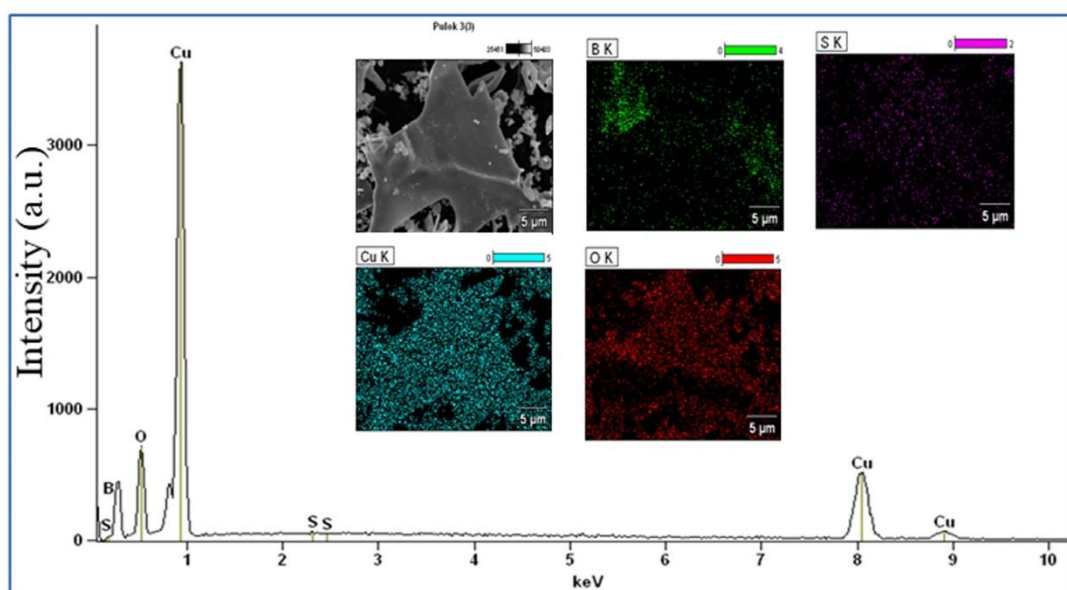 Pulok 3(3)
25461 60403
B K
0 4
S K
0 2
5 µm
5 µm
5 µm
Cu K
0 5
O K
0 5
5 µm
5 µm
Intensity (a.u.)
3000
2000
1000
0
Cu
O
B
S
S
S
Cu
Cu
1
2
3
4
5
6
7
8
9
10
keV